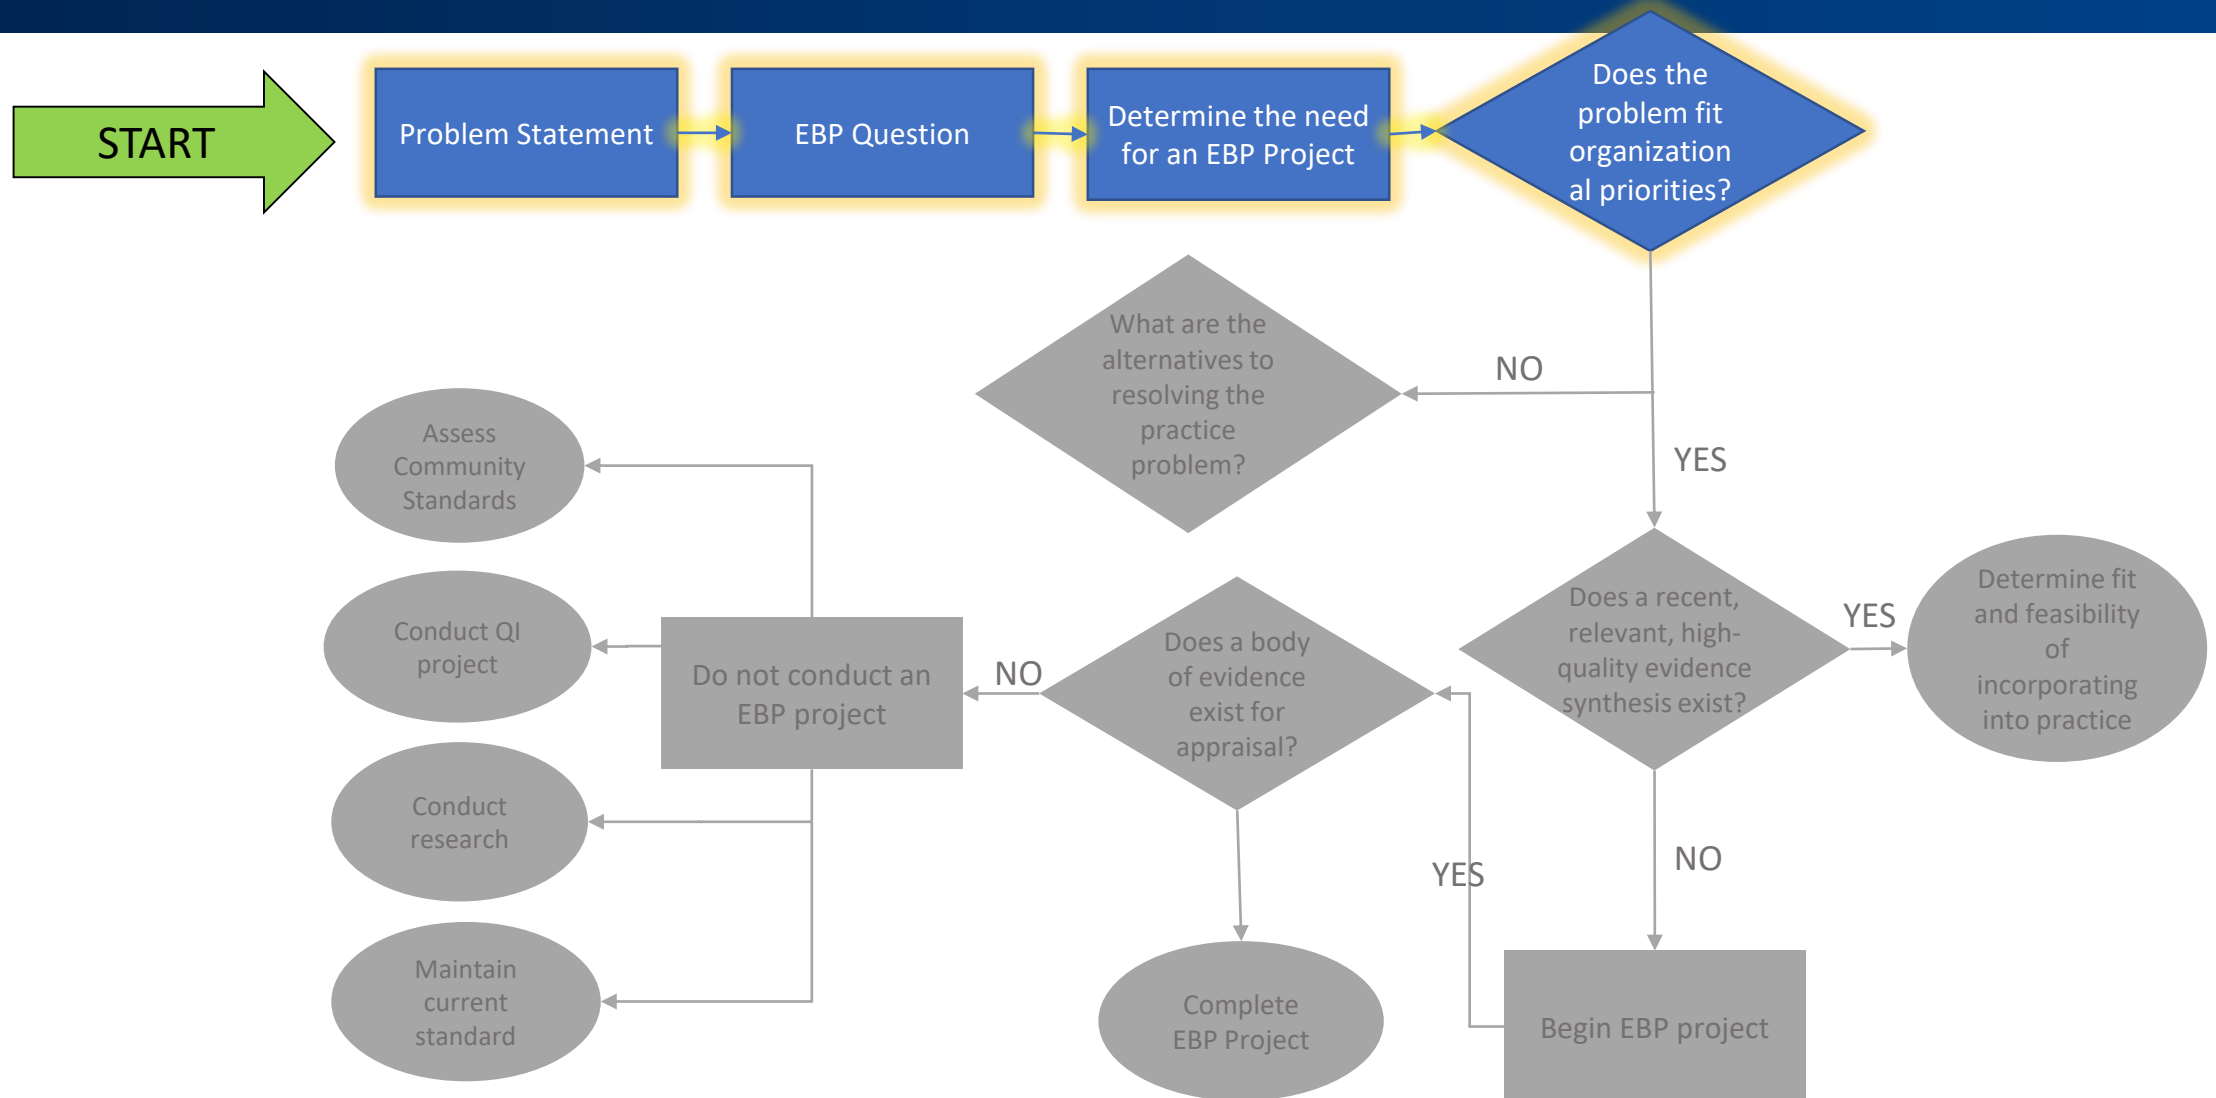 START
Problem Statement
EBP Question
Determine the need
for an EBP Project
Does the
problem fit
organization
al priorities?
What are the
alternatives to
resolving the
practice
problem?
NO
YES
Assess
Community
Standards
Conduct QI
project
Conduct
research
Maintain
current
standard
Do not conduct an
EBP project
NO
Does a body
of evidence
exist for
appraisal?
Does a recent,
relevant, high-
quality evidence
synthesis exist?
YES
Determine fit
and feasibility
of
incorporating
into practice
YES
NO
Complete
EBP Project
Begin EBP project